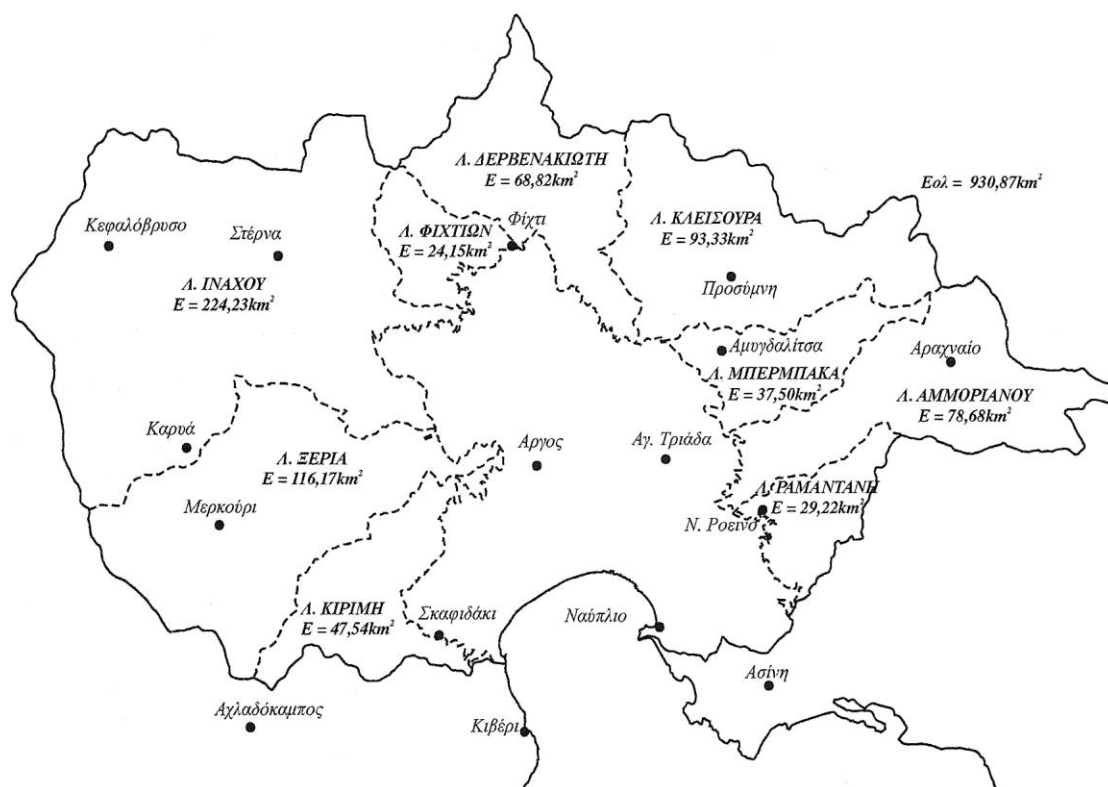 Λ. ΔΕΡΒΕΝΑΚΙΩΤΗ
Ε = 68,82km²
Εολ = 930,87km²
Κεφαλόβρυσο
Στέρνα
Λ. ΦΙΧΤΙΩΝ
Ε = 24,15km²
Φίχτι
Λ. ΚΛΕΙΣΟΥΡΑ
Ε = 93,33km²
Λ. ΙΝΑΧΟΥ
Ε = 224,23km²
Προσύμνη
Αμυγδαλίτσα
Αραχναίο
Λ. ΜΠΕΡΜΠΑΚΑ
Ε = 37,50km²
Λ. ΑΜΜΟΡΙΑΝΟΥ
Ε = 78,68km²
Καρυά
Λ. ΞΕΡΙΑ
Ε = 116,17km²
Αργος
Αγ. Τριάδα
Μερκούρι
Λ. ΡΑΜΑΝΤΑΝΗ
Ε = 29,22km²
Ν. Ροεινό
Λ. ΚΙΡΙΜΗ
Ε = 47,54km²
Σκαφιδάκι
Ναύπλιο
Ασίνη
Αχλαδόκαμπος
Κιβέρι